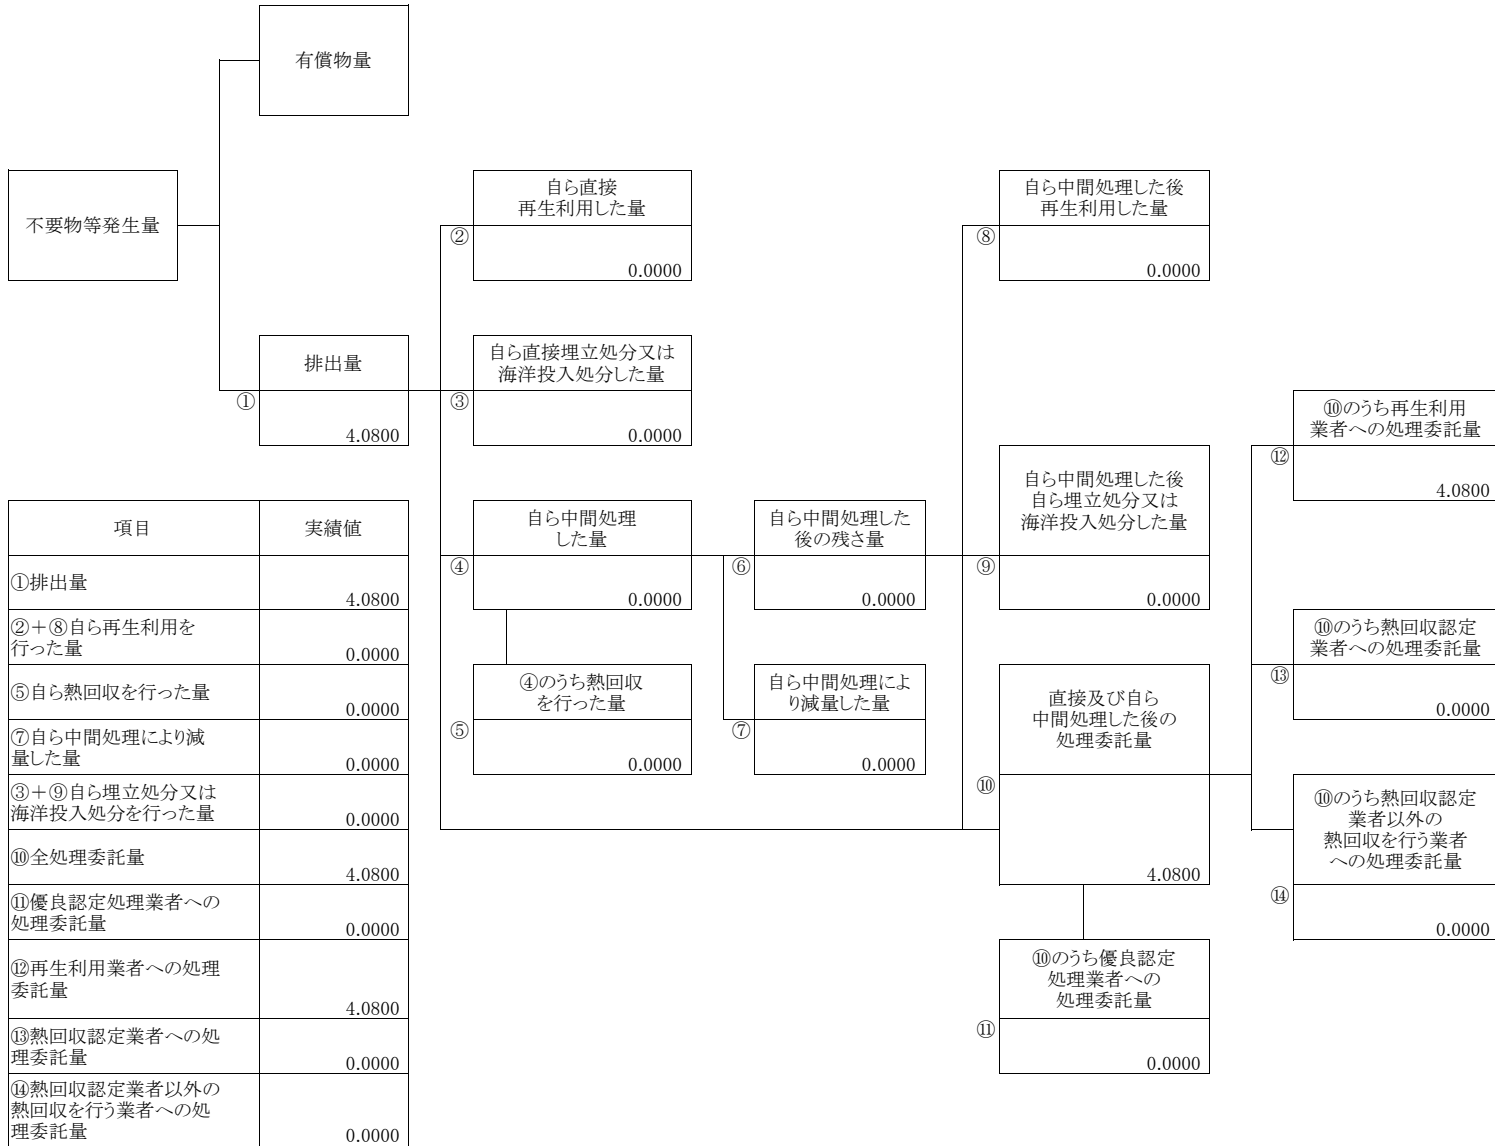 有償物量
不要物等発生量
自ら直接
再生利用した量
②
0.0000
自ら中間処理した後
再生利用した量
⑧
0.0000
排出量
①
4.0800
自ら直接埋立処分又は
海洋投入処分した量
③
0.0000
⑩のうち再生利用
業者への処理委託量
⑫
4.0800
自ら中間処理
した量
④
0.0000
自ら中間処理した
後の残さ量
⑥
0.0000
自ら中間処理した後
自ら埋立処分又は
海洋投入処分した量
⑨
0.0000
⑩のうち熱回収認定
業者への処理委託量
⑬
0.0000
④のうち熱回収
を行った量
⑤
0.0000
自ら中間処理によ
り減量した量
⑦
0.0000
直接及び自ら
中間処理した後の
処理委託量
⑩
4.0800
⑩のうち熱回収認定
業者以外の
熱回収を行う業者
への処理委託量
⑭
0.0000
⑩のうち優良認定
処理業者への
処理委託量
⑪
0.0000
項目 実績値
①排出量
4.0800
②+⑧自ら再生利用を
行った量
0.0000
⑤自ら熱回収を行った量
0.0000
⑦自ら中間処理により減
量した量
0.0000
③+⑨自ら埋立処分又は
海洋投入処分を行った量
0.0000
⑩全処理委託量
4.0800
⑪優良認定処理業者への
処理委託量
0.0000
⑫再生利用業者への処理
委託量
4.0800
⑬熱回収認定業者への処
理委託量
0.0000
⑭熱回収認定業者以外の
熱回収を行う業者への処
理委託量
0.0000